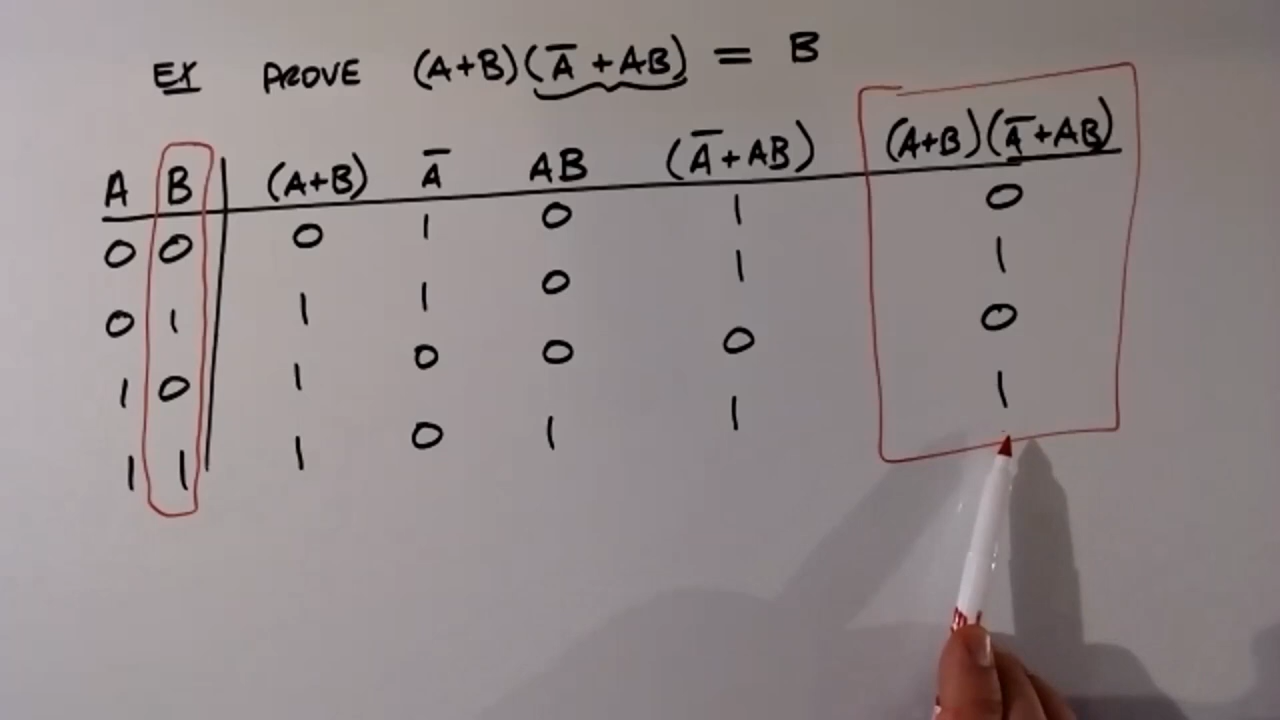 EX PROVE (A+B)(A̅+AB) = B
A B (A+B) A̅ AB (A̅+AB) (A+B)(A̅+AB)
0 0 0 1 0 1 0
0 1 1 1 0 1 1
1 0 1 0 0 0 0
1 1 1 0 1 1 1